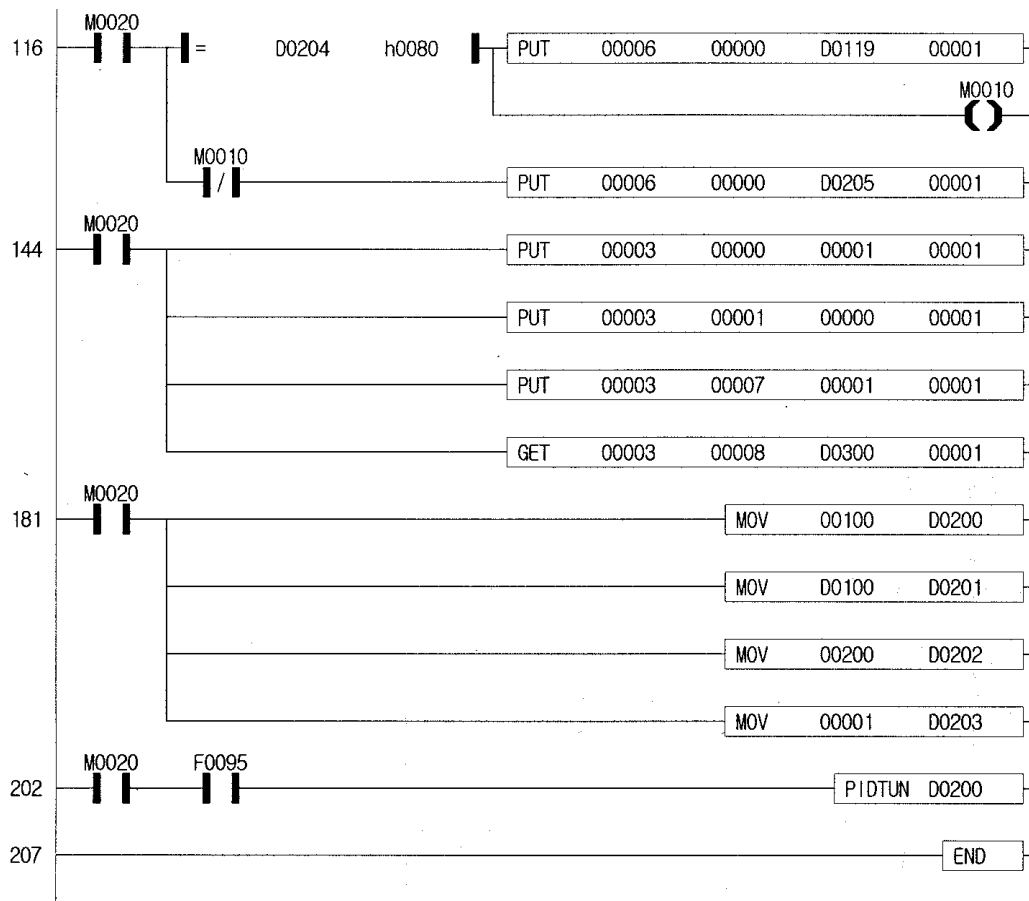 M0020
116 = D0204 h0080 PUT 00006 00000 D0119 00001
M0010
( )
M0010
/ PUT 00006 00000 D0205 00001
M0020
144 PUT 00003 00000 00001 00001
PUT 00003 00001 00000 00001
PUT 00003 00007 00001 00001
GET 00003 00008 D0300 00001
M0020
181 MOV 00100 D0200
MOV D0100 D0201
MOV 00200 D0202
MOV 00001 D0203
M0020 F0095
202 PIDTUN D0200
207 END